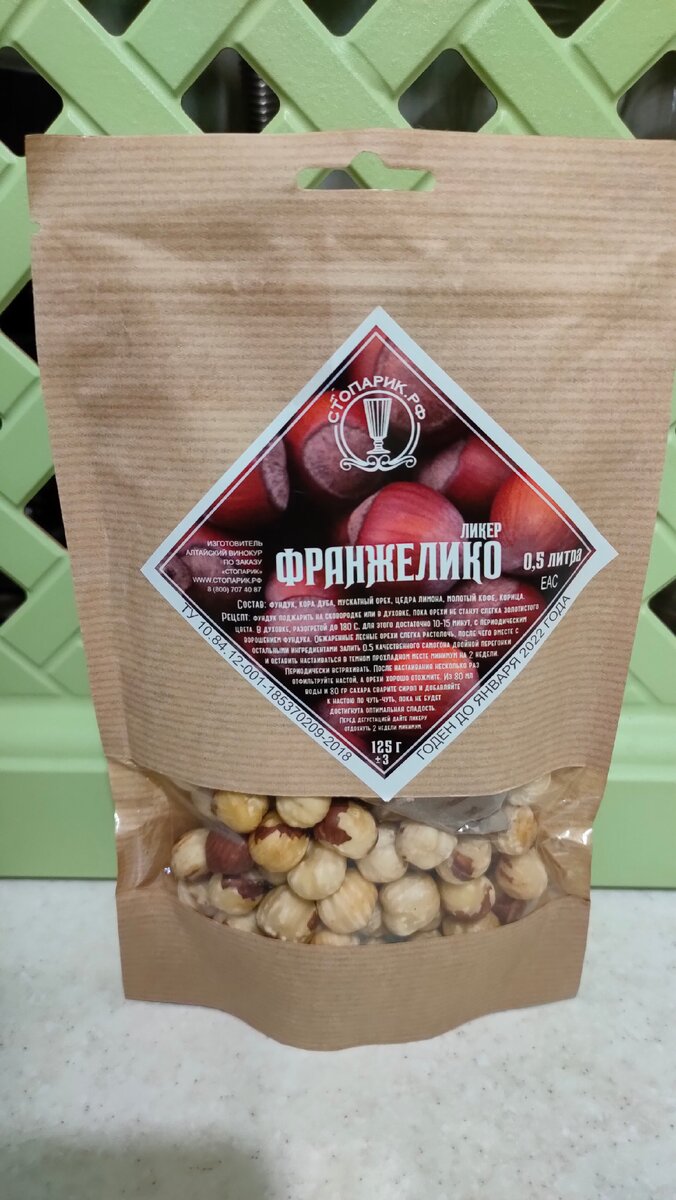 СТОПАРИК.РФ
ЛИКЕР
ФРАНЖЕЛИКО
0,5 литра
EAC
ИЗГОТОВИТЕЛЬ
АЛТАЙСКИЙ ВИНОКУР
ПО ЗАКАЗУ
«СТОПАРИК»
WWW.СТОПАРИК.РФ
8 (800) 707 40 87
Состав: фундук, кора дуба, мускатный орех, цедра лимона, молотый кофе, корица.
Рецепт: фундук поджарить на сковородке или в духовке, пока орехи не станут слегка золотистого
цвета. В духовке, разогретой до 180 С, для этого достаточно 10-15 минут, с периодическим
ворошением фундука. Обжаренные лесные орехи слегка растолочь, после чего вместе с
остальными ингредиентами залить 0,5 качественного самогона двойной перегонки
и оставить настаиваться в темном прохладном месте минимум на 2 недели.
Периодически встряхивать. После настаивания несколько раз
отфильтруйте настой, а орехи хорошо отожмите. Из 80 мл
воды и 80 гр сахара сварите сироп и добавляйте
к настою по чуть-чуть, пока не будет
достигнута оптимальная сладость.
Перед дегустацией дайте ликеру
отдохнуть 2 недели минимум
125 г
±3
ТУ 10.84.12-001-185370209-2018
ГОДЕН ДО ЯНВАРЯ 2022 ГОДА